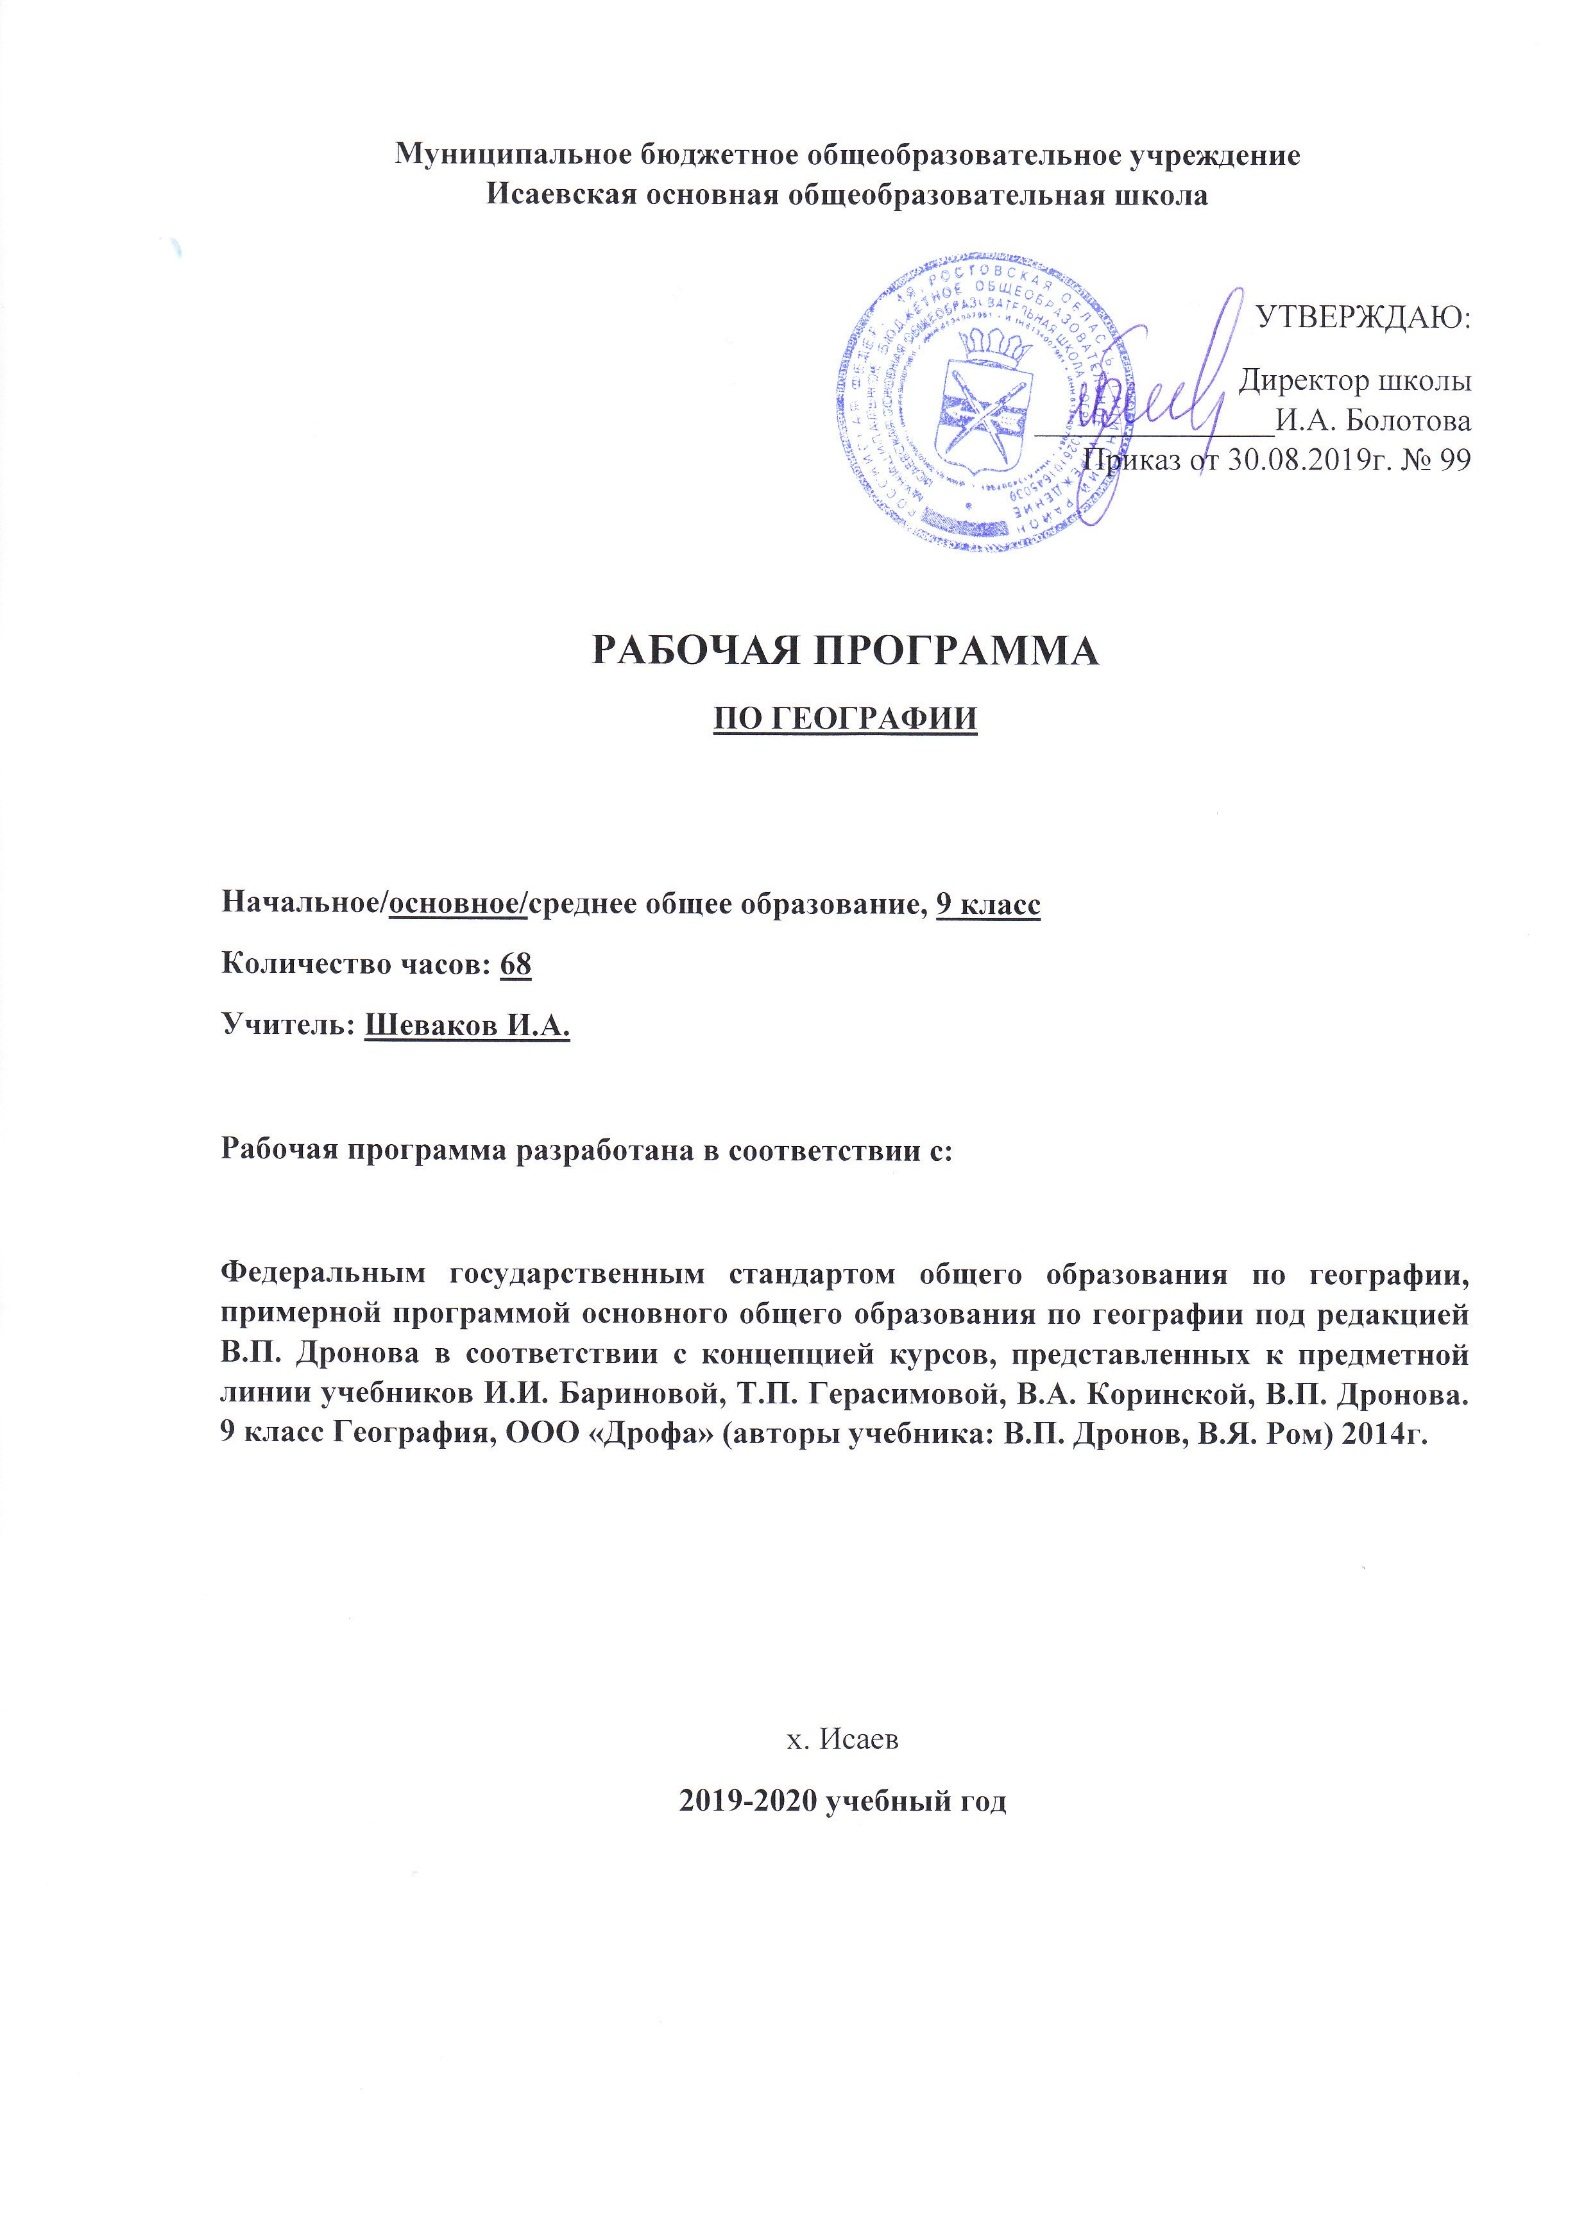 Муниципальное бюджетное общеобразовательное учреждение
Исаевская основная общеобразовательная школа
УТВЕРЖДАЮ:
Директор школы
И.А. Болотова
Приказ от 30.08.2019г. № 99
РАБОЧАЯ ПРОГРАММА
ПО ГЕОГРАФИИ
Начальное/основное/среднее общее образование, 9 класс
Количество часов: 68
Учитель: Шеваков И.А.
Рабочая программа разработана в соответствии с:
Федеральным государственным стандартом общего образования по географии,
примерной программой основного общего образования по географии под редакцией
В.П. Дронова в соответствии с концепцией курсов, представленных к предметной
линии учебников И.И. Бариновой, Т.П. Герасимовой, В.А. Коринской, В.П. Дронова.
9 класс География, ООО «Дрофа» (авторы учебника: В.П. Дронов, В.Я. Ром) 2014г.
х. Исаев
2019-2020 учебный год